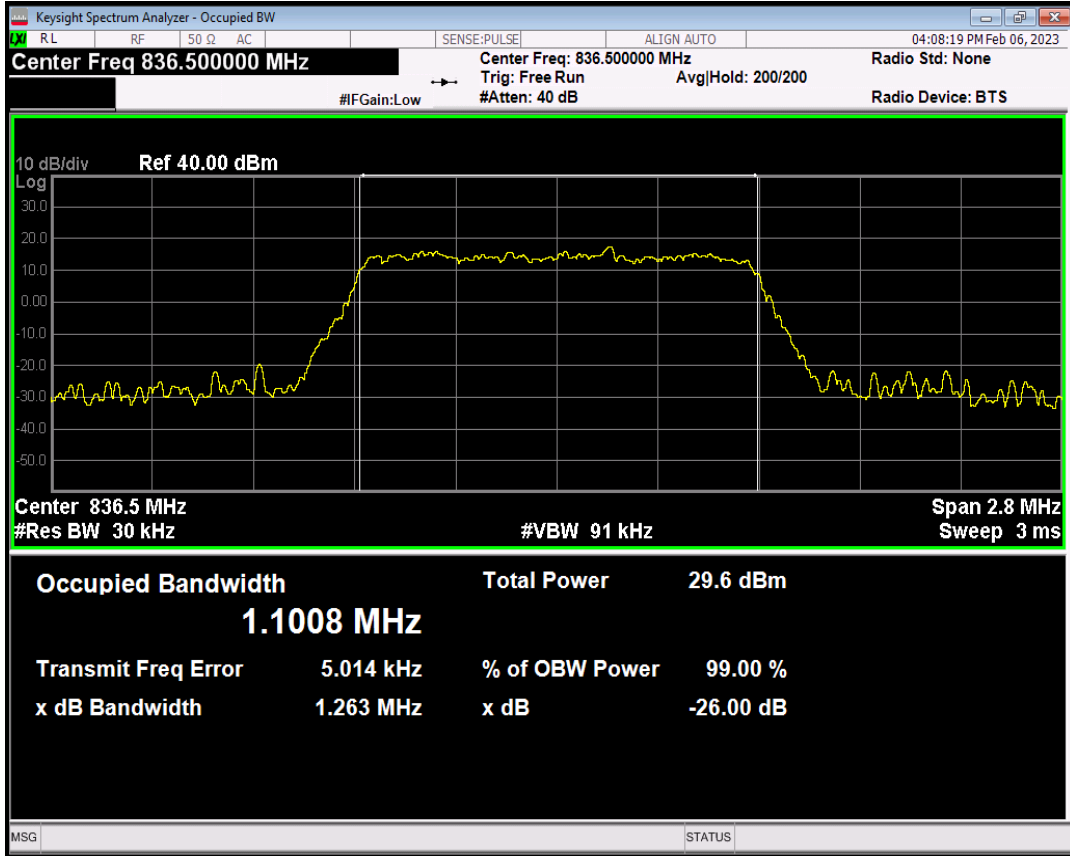 Keysight Spectrum Analyzer - Occupied BW
LXI RL RF 50 Ω AC SENSE:PULSE ALIGN AUTO 04:08:19 PM Feb 06, 2023
Center Freq 836.500000 MHz Center Freq: 836.500000 MHz Radio Std: None
Trig: Free Run Avg|Hold: 200/200
#IFGain:Low #Atten: 40 dB Radio Device: BTS
10 dB/div Ref 40.00 dBm
Log
30.0
20.0
10.0
0.00
-10.0
-20.0
-30.0
-40.0
-50.0
Center 836.5 MHz Span 2.8 MHz
#Res BW 30 kHz #VBW 91 kHz Sweep 3 ms
Occupied Bandwidth Total Power 29.6 dBm
1.1008 MHz
Transmit Freq Error 5.014 kHz % of OBW Power 99.00 %
x dB Bandwidth 1.263 MHz x dB -26.00 dB
MSG STATUS